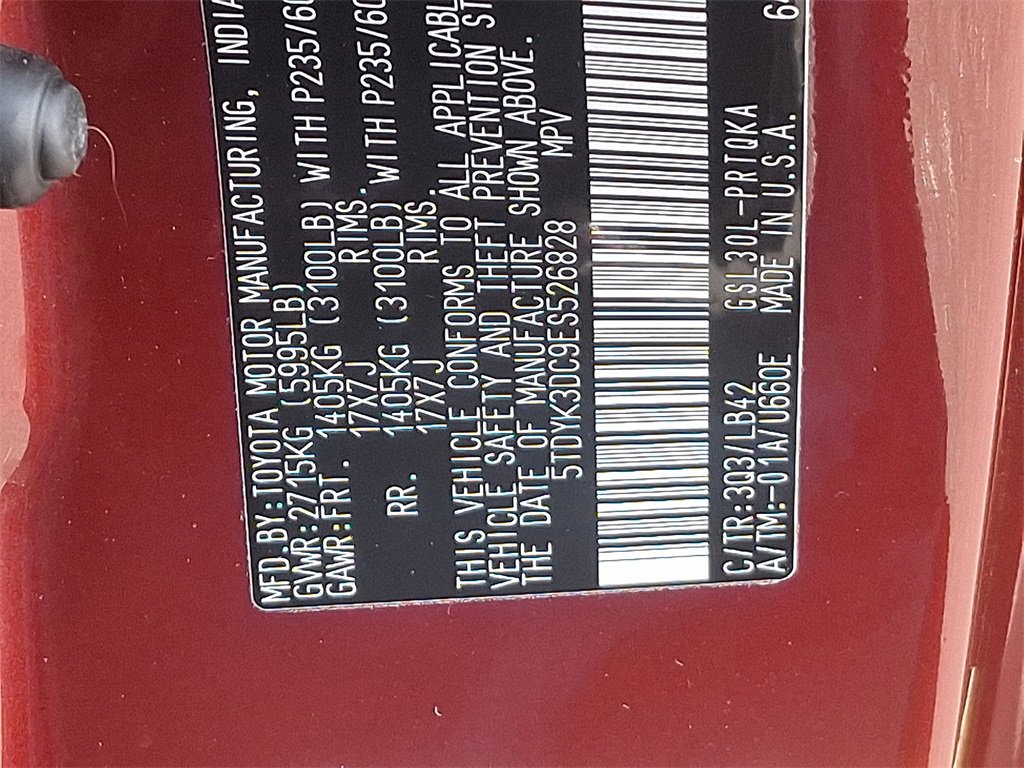 MFD.BY:TOYOTA MOTOR MANUFACTURING, INDIA
GVWR:2715KG (5995LB)
GAWR:FRT. 1405KG (3100LB) WITH P235/60
17X7J RIMS.
RR. 1405KG (3100LB) WITH P235/60
17X7J RIMS.
THIS VEHICLE CONFORMS TO ALL APPLICABL
VEHICLE SAFETY AND THEFT PREVENTION ST
THE DATE OF MANUFACTURE SHOWN ABOVE.
5TDYK3DC9ES526828 MPV
C/TR:3Q3/LB42 GSL30L-PRTQKA
A/TM:-01A/U660E MADE IN U.S.A.